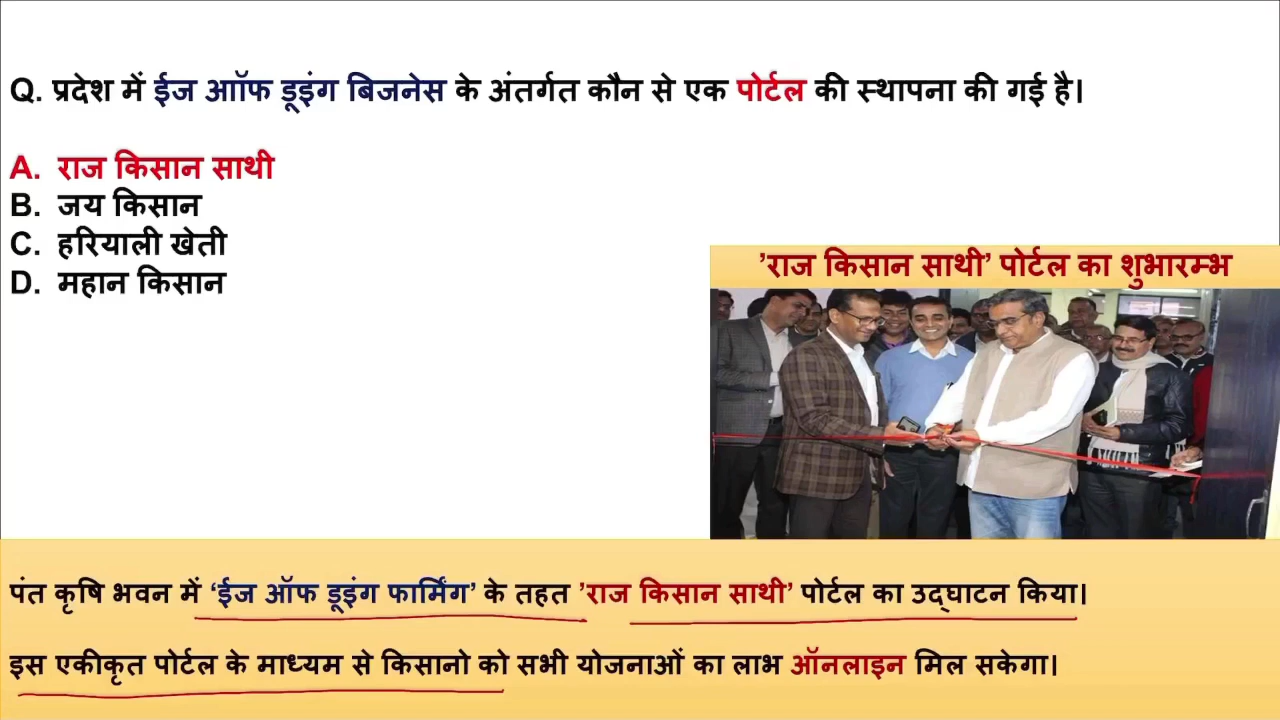 Q. प्रदेश में ईज आॉफ डूइंग बिजनेस के अंतर्गत कौन से एक पोर्टल की स्थापना की गई है।
A. राज किसान साथी
B. जय किसान
C. हरियाली खेती
D. महान किसान
’राज किसान साथी’ पोर्टल का शुभारम्भ
पंत कृषि भवन में ‘ईज ऑफ डूइंग फार्मिंग’ के तहत ’राज किसान साथी’ पोर्टल का उद्घाटन किया।
इस एकीकृत पोर्टल के माध्यम से किसानो को सभी योजनाओं का लाभ ऑनलाइन मिल सकेगा।